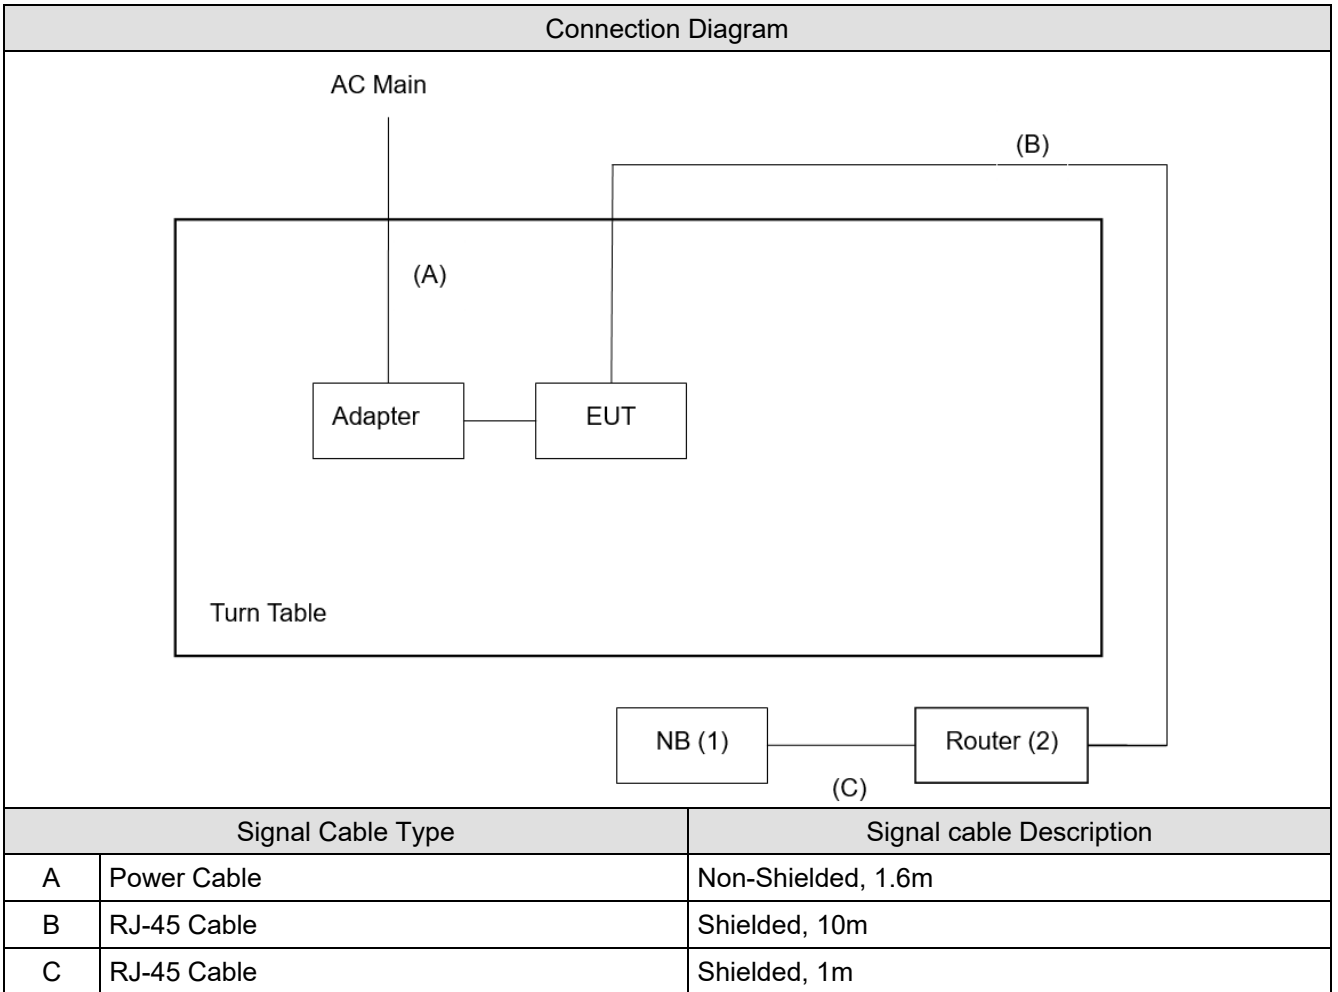 Connection Diagram
AC Main
(B)
(A)
Adapter
EUT
Turn Table
NB (1)
Router (2)
(C)
Signal Cable Type
Signal cable Description
A
Power Cable
Non-Shielded, 1.6m
B
RJ-45 Cable
Shielded, 10m
C
RJ-45 Cable
Shielded, 1m